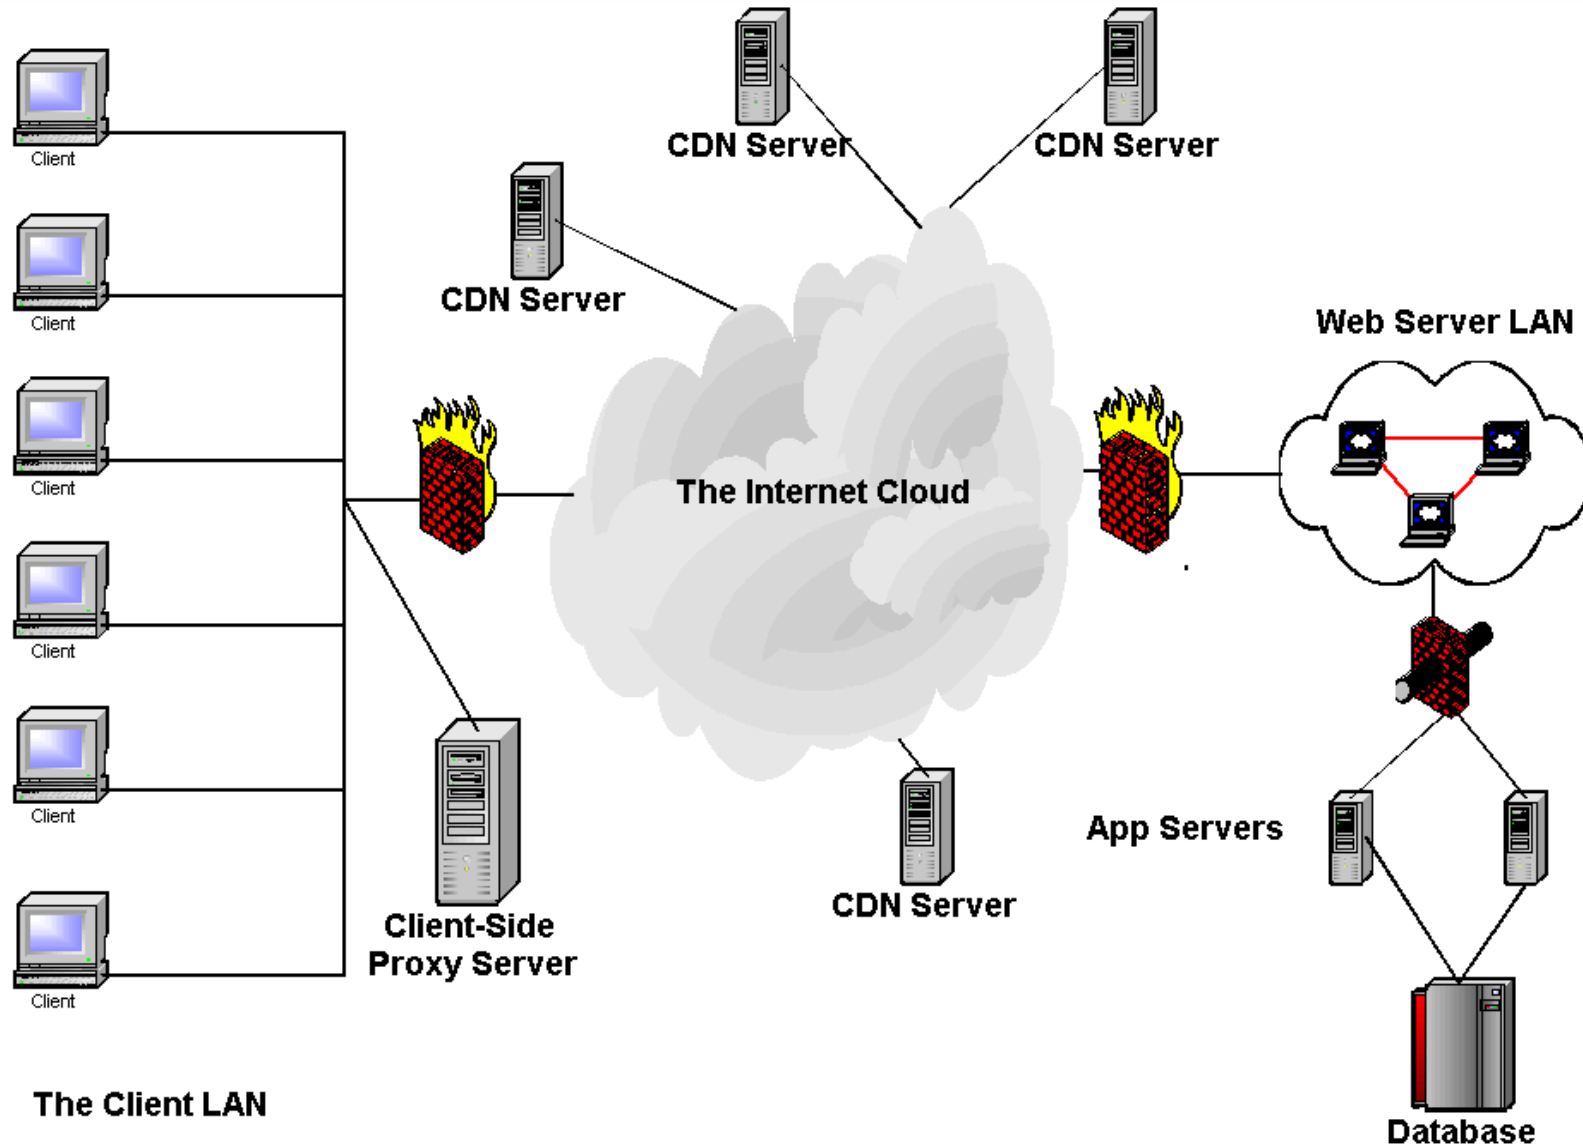 CDN Server
CDN Server
CDN Server
Client
Client
Client
Client
Client
Client
Web Server LAN
The Internet Cloud
App Servers
CDN Server
Client-Side
Proxy Server
The Client LAN
Database